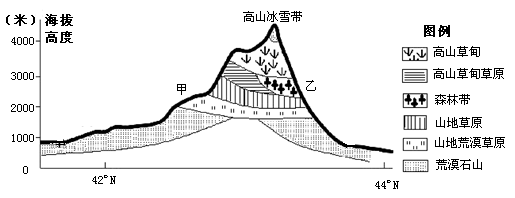 高山冰雪带
（米）海拔
高度
图例
4000
高山草甸
高山草甸草原
3000
甲
乙
森林带
2000
山地草原
1000
山地荒漠草原
0
荒漠石山
42°N
44°N